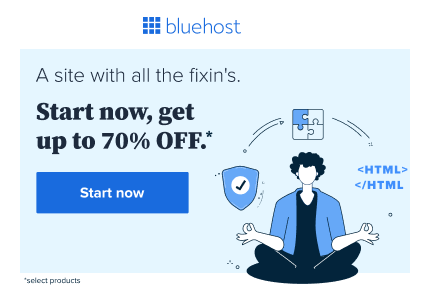 bluehost
A site with all the fixin's.
Start now, get
up to 70% OFF.*
Start now
<HTML>
</HTML
*select products